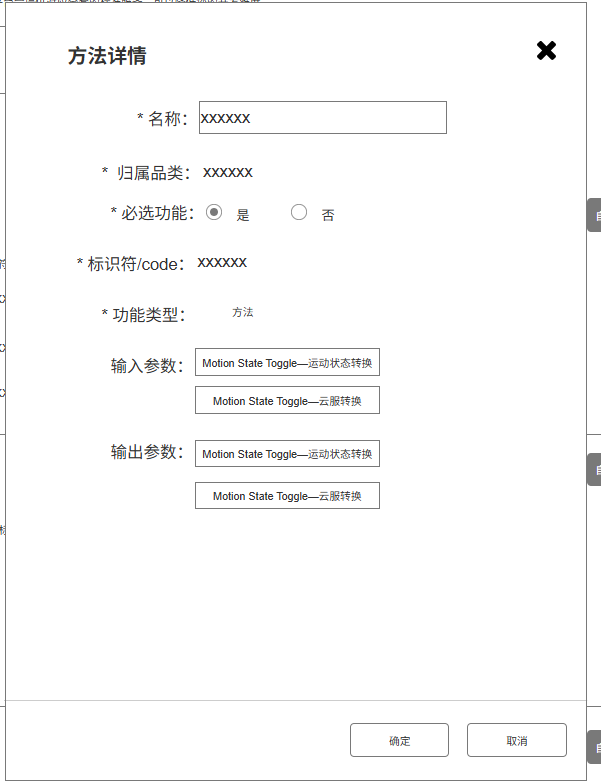 方法详情
* 名称： xxxxxx
* 归属品类： xxxxxx
* 必选功能： 是 否
* 标识符/code： xxxxxx
* 功能类型： 方法
输入参数： Motion State Toggle—运动状态转换
Motion State Toggle—云服转换
输出参数： Motion State Toggle—运动状态转换
Motion State Toggle—云服转换
确定 取消